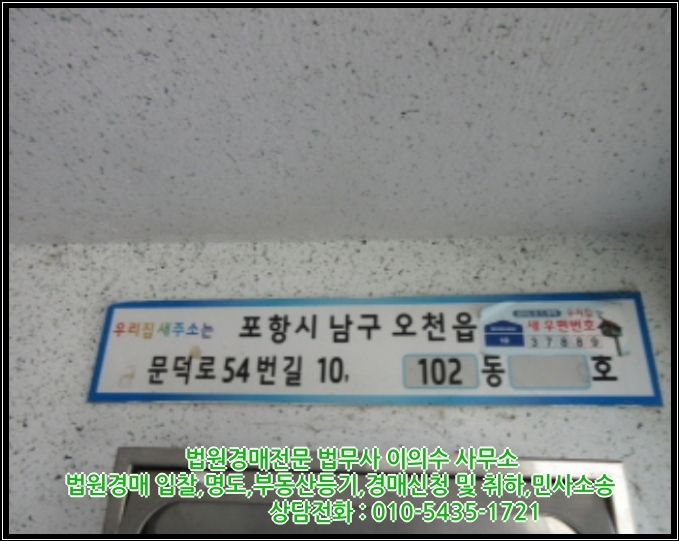 우리집새주소는 포항시 남구 오천읍
우리집
새 우편번호
37889
문덕로 54번길 10, 102 동 호
법원경매전문 법무사 이의수 사무소
법원경매 입찰,명도,부동산등기,경매신청 및 취하,민사소송
상담전화 : 010-5435-1721